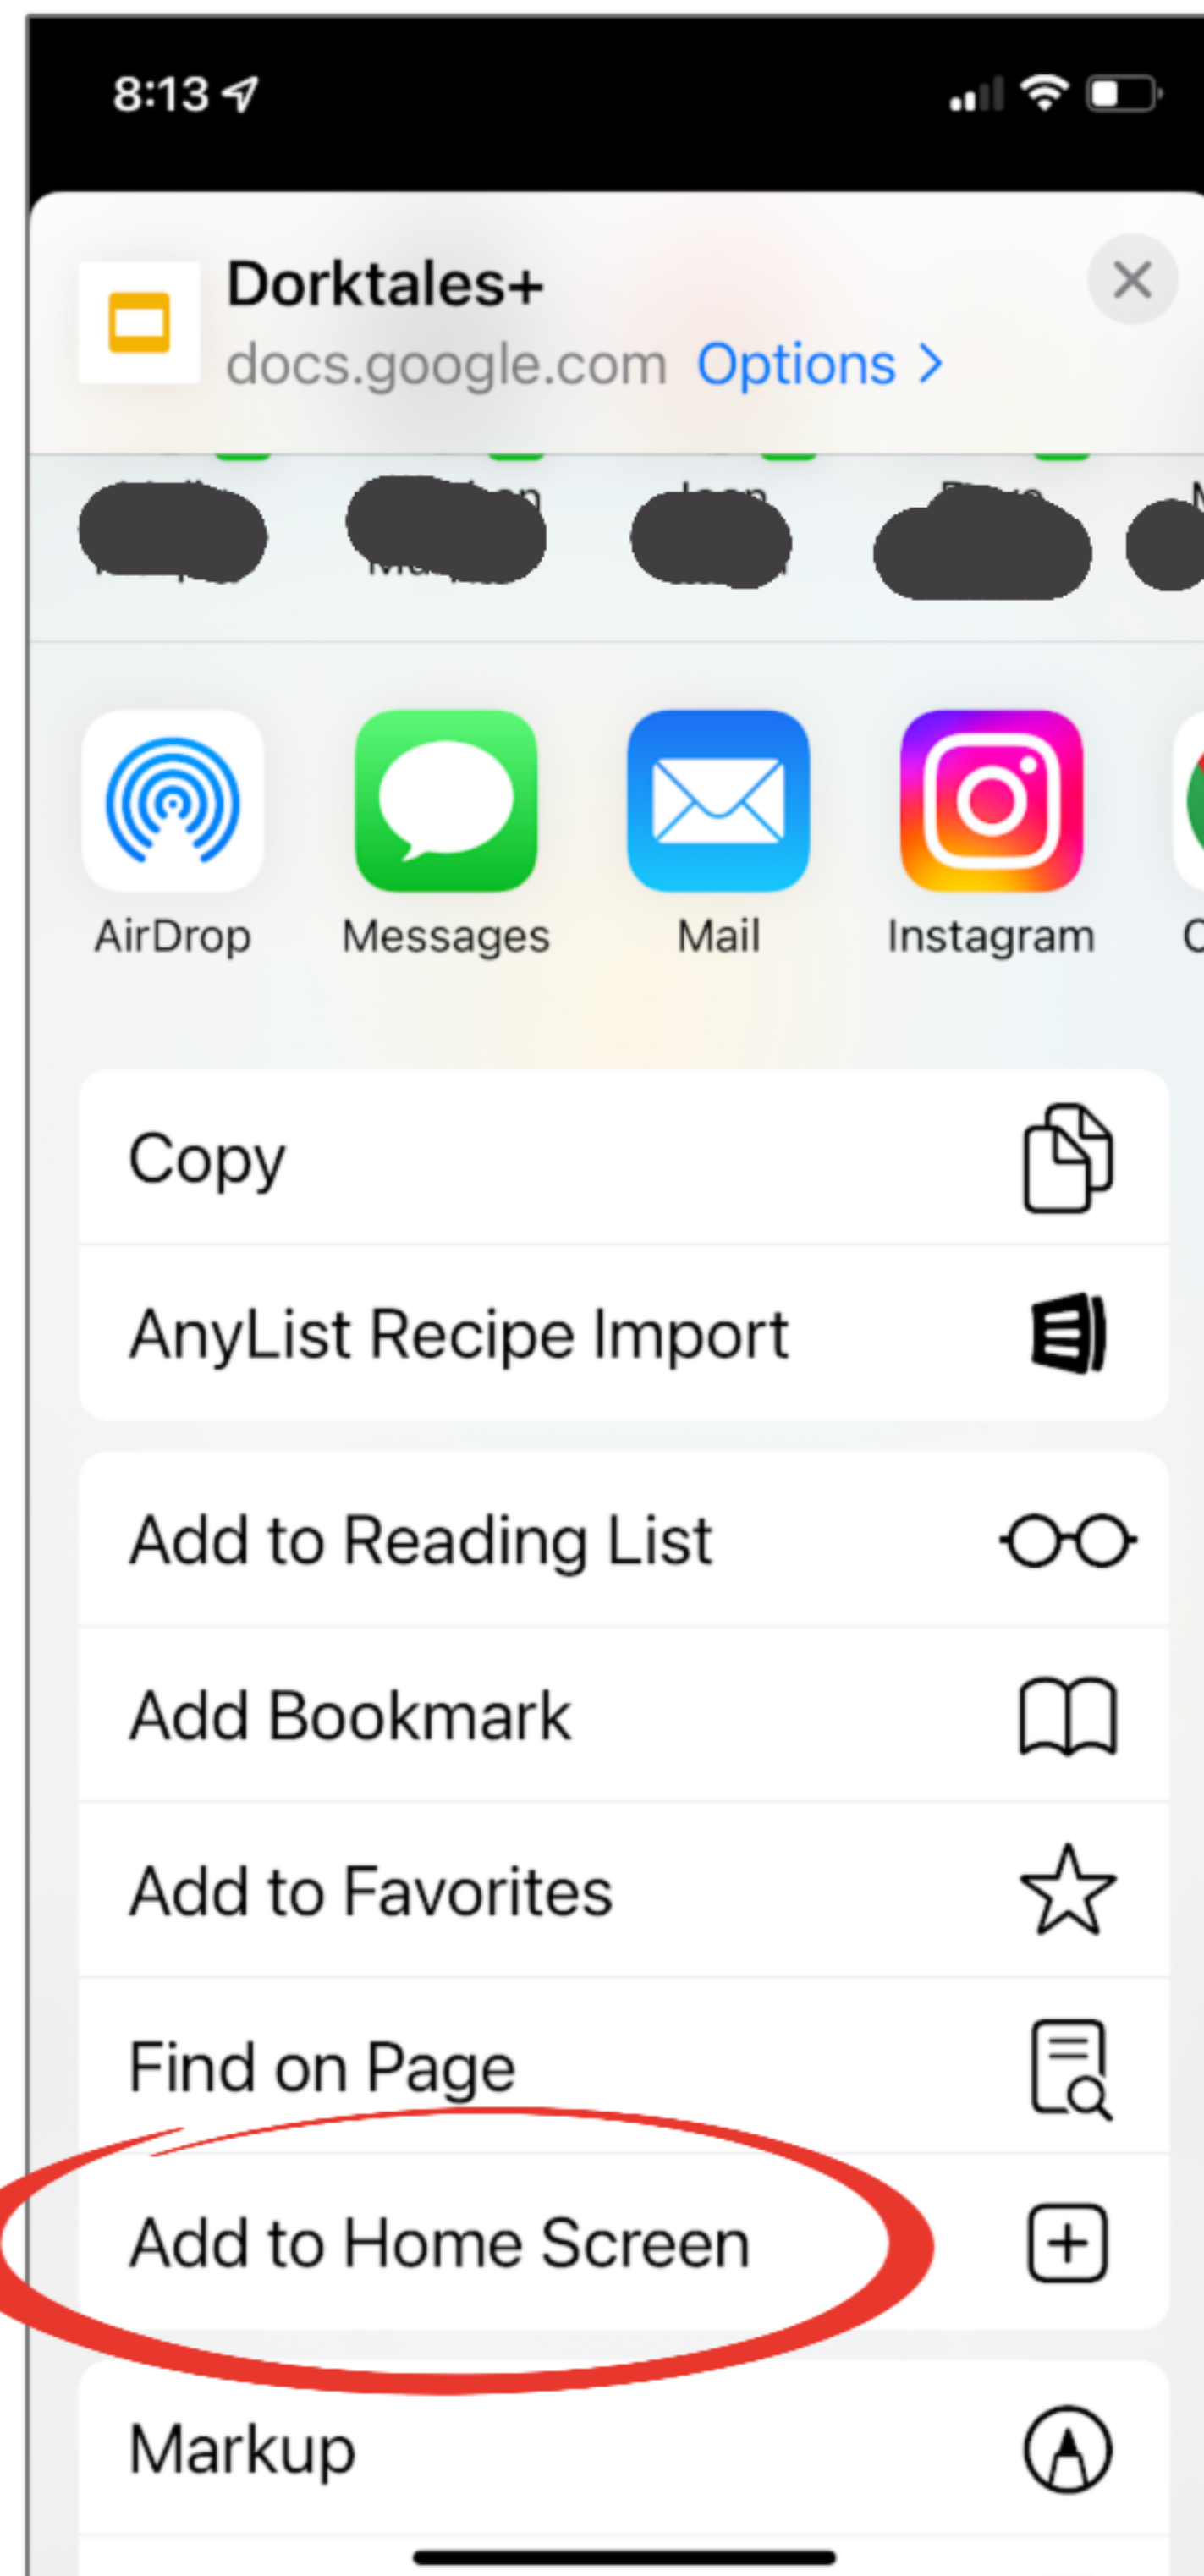 8:13
Dorktales+
docs.google.com Options >
AirDrop Messages Mail Instagram
Copy
AnyList Recipe Import
Add to Reading List
Add Bookmark
Add to Favorites
Find on Page
Add to Home Screen
Markup